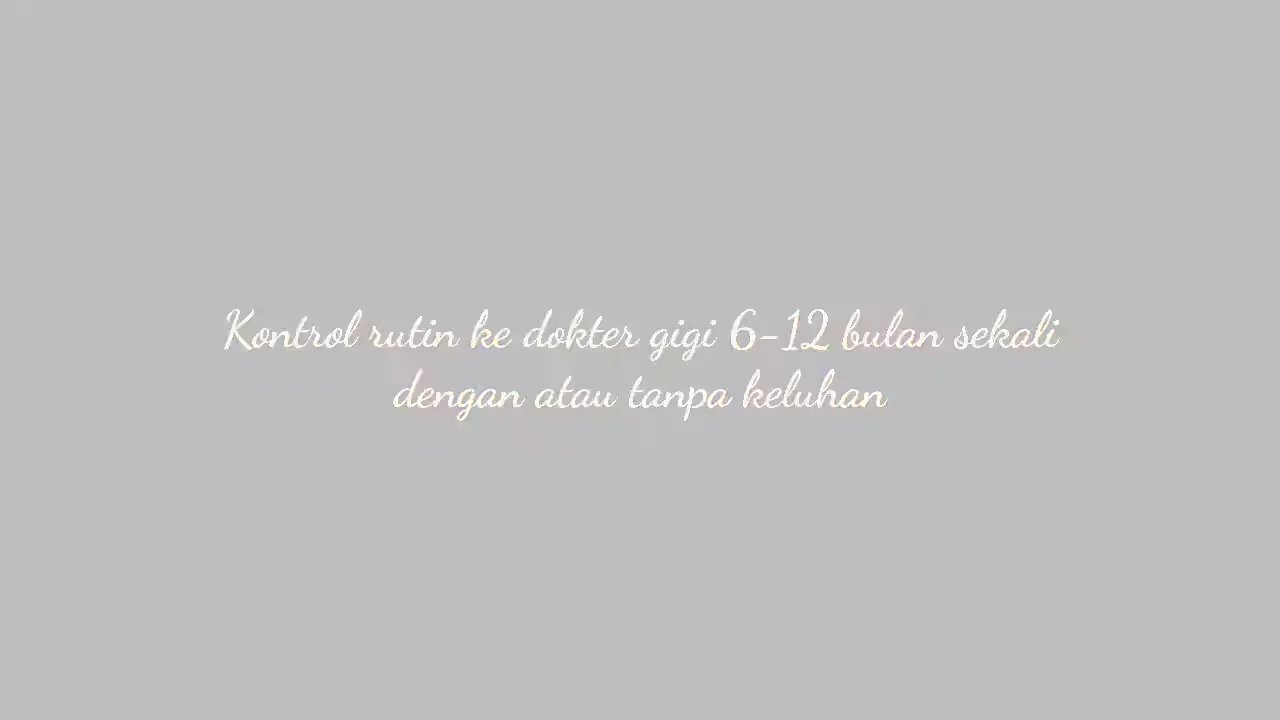 Kontrol rutin ke dokter gigi 6-12 bulan sekali
dengan atau tanpa keluhan